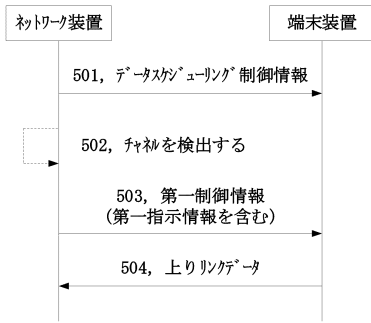 ﾈｯﾄﾜｰｸ装置
端末装置
501, ﾃﾞｰﾀｽｹｼﾞｭｰﾘﾝｸﾞ制御情報
502, ﾁｬﾈﾙを検出する
503, 第一制御情報
(第一指示情報を含む)
504, 上りﾘﾝｸﾃﾞｰﾀ